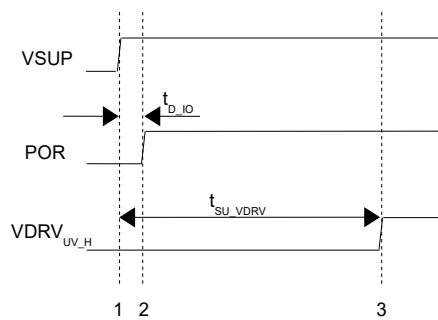 VSUP
t_D_IO
POR
t_SU_VDRV
VDRV_UV_H
1 2 3